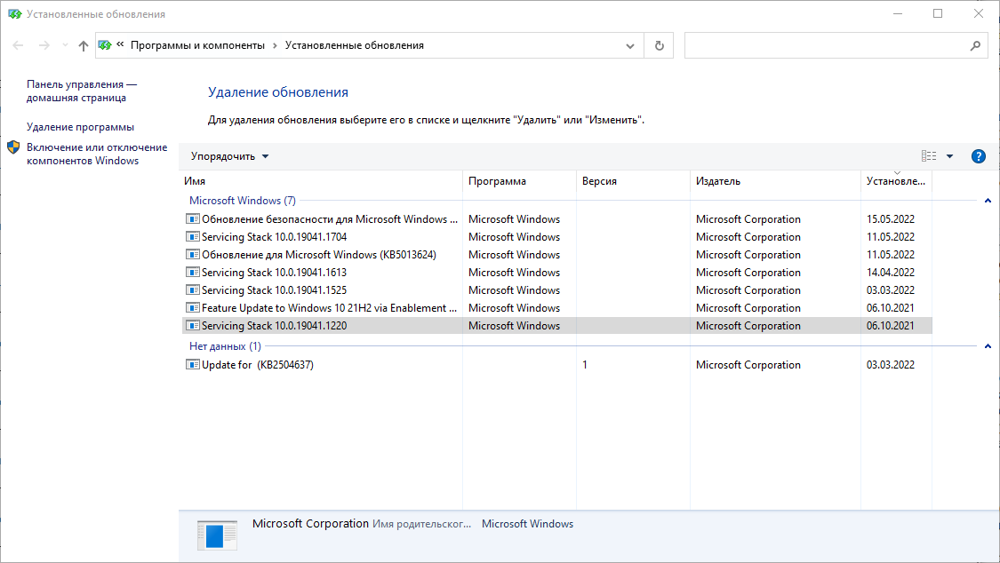 Установленные обновления
« Программы и компоненты › Установленные обновления
Панель управления —
домашняя страница
Удаление программы
Включение или отключение
компонентов Windows
Удаление обновления
Для удаления обновления выберите его в списке и щелкните "Удалить" или "Изменить".
Упорядочить
?
Имя Программа Версия Издатель Установле...
Microsoft Windows (7)
Обновление безопасности для Microsoft Windows ... Microsoft Windows Microsoft Corporation 15.05.2022
Servicing Stack 10.0.19041.1704 Microsoft Windows Microsoft Corporation 11.05.2022
Обновление для Microsoft Windows (KB5013624) Microsoft Windows Microsoft Corporation 11.05.2022
Servicing Stack 10.0.19041.1613 Microsoft Windows Microsoft Corporation 14.04.2022
Servicing Stack 10.0.19041.1525 Microsoft Windows Microsoft Corporation 03.03.2022
Feature Update to Windows 10 21H2 via Enablement ... Microsoft Windows Microsoft Corporation 06.10.2021
Servicing Stack 10.0.19041.1220 Microsoft Windows Microsoft Corporation 06.10.2021
Нет данных (1)
Update for (KB2504637) 1 Microsoft Corporation 03.03.2022
Microsoft Corporation Имя родительског... Microsoft Windows